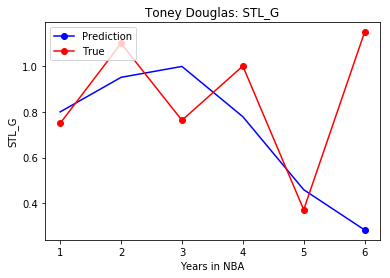 Toney Douglas: STL_G
Prediction
True
STL_G
1.0
0.8
0.6
0.4
1 2 3 4 5 6
Years in NBA